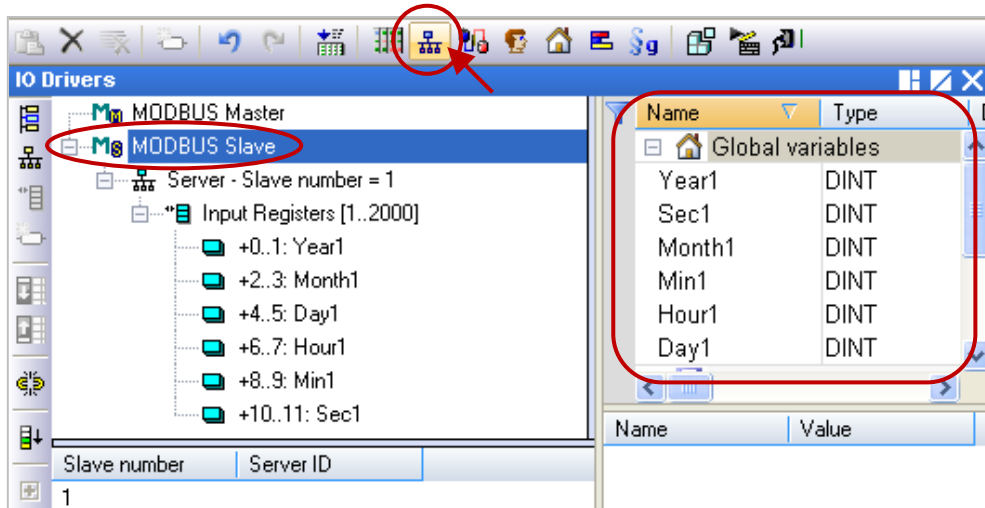 §g
IO Drivers
MM MODBUS Master
MS MODBUS Slave
Server - Slave number = 1
Input Registers [1..2000]
+0..1: Year1
+2..3: Month1
+4..5: Day1
+6..7: Hour1
+8..9: Min1
+10..11: Sec1
Slave number Server ID
1
Name Type
Global variables
Year1 DINT
Sec1 DINT
Month1 DINT
Min1 DINT
Hour1 DINT
Day1 DINT
Name Value